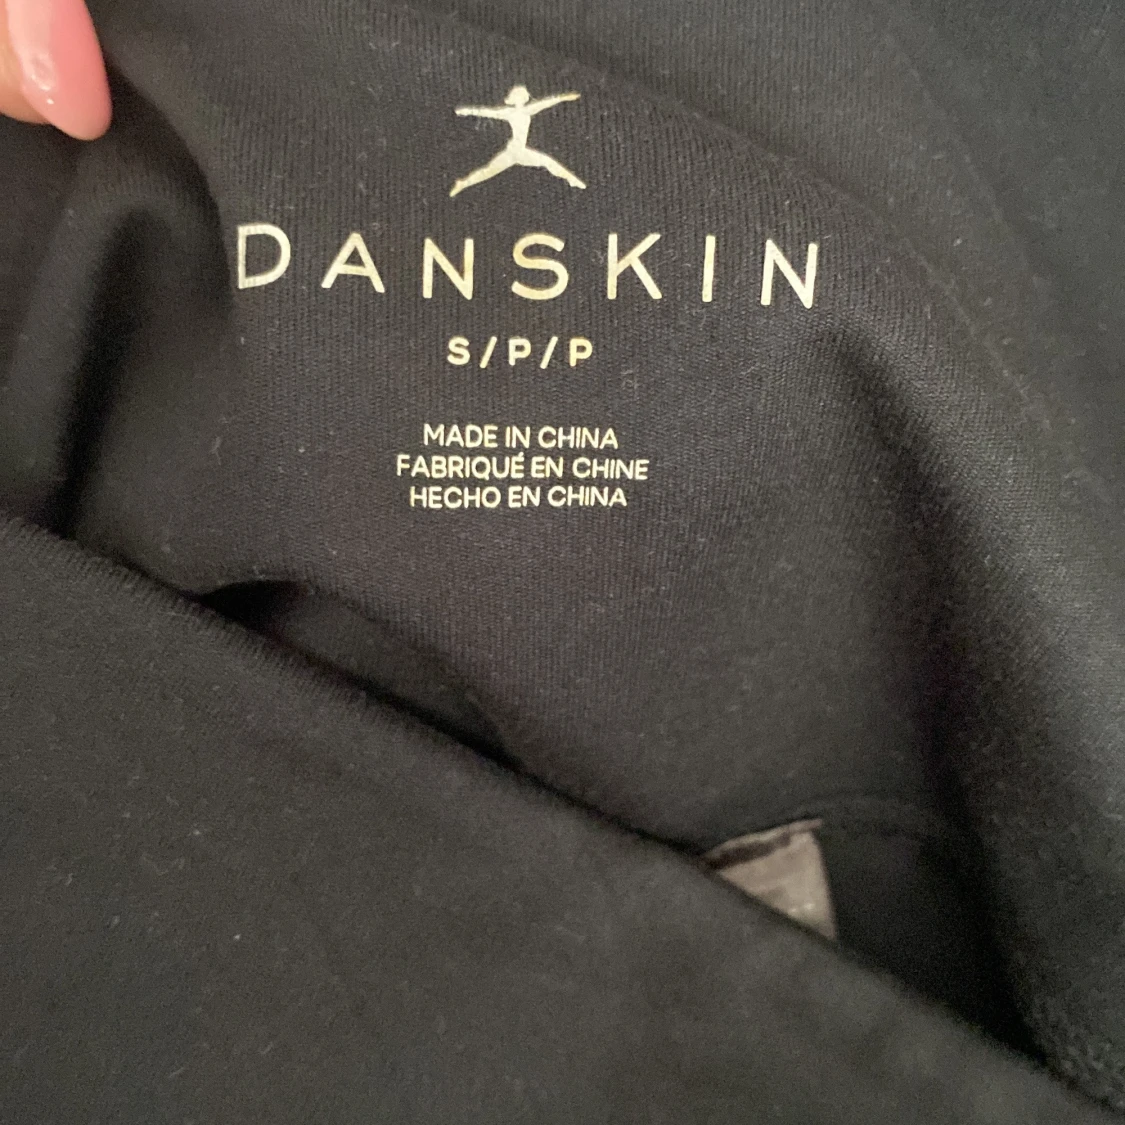 DANSKIN
S/P/P
MADE IN CHINA
FABRIQUÉ EN CHINE
HECHO EN CHINA